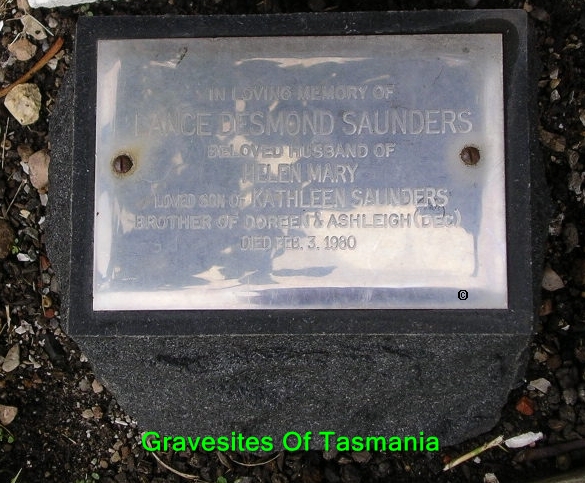 IN LOVING MEMORY OF
LANCE DESMOND SAUNDERS
BELOVED HUSBAND OF
HELEN MARY
LOVED SON OF KATHLEEN SAUNDERS
BROTHER OF DOREEN & ASHLEIGH (DEC)
DIED FEB. 3. 1980
©
Gravesites Of Tasmania